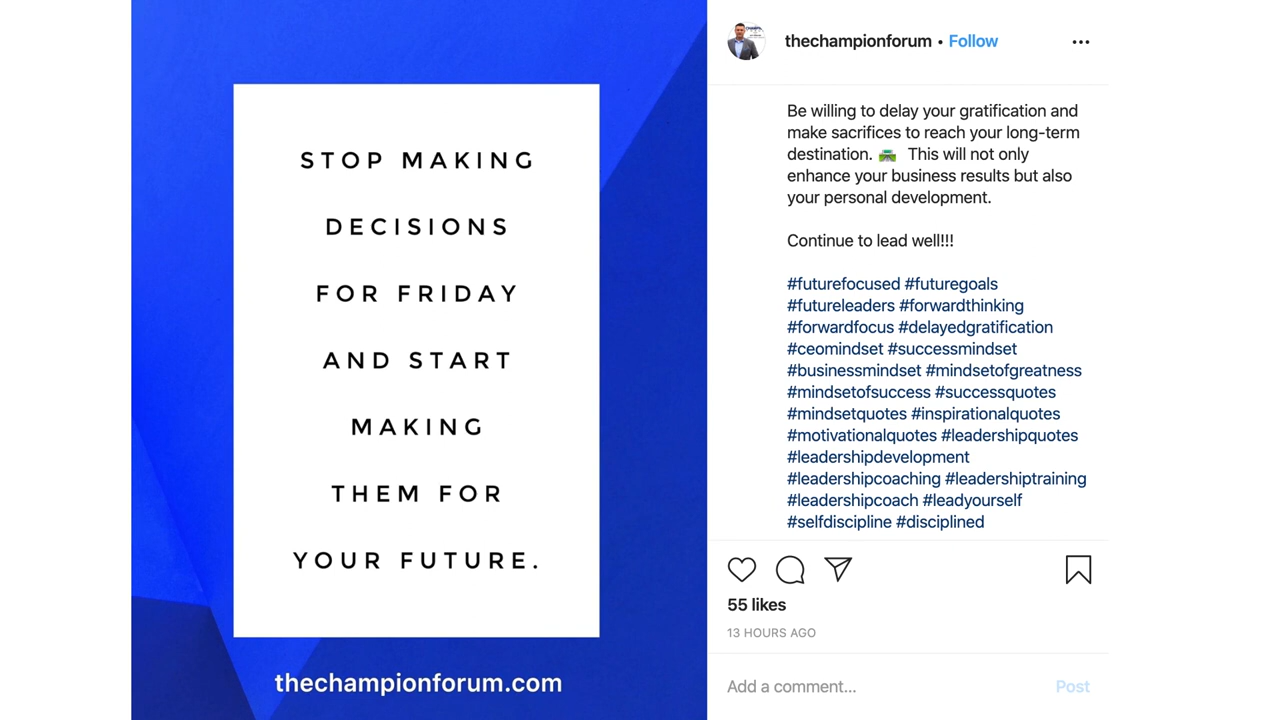 STOP MAKING
DECISIONS
FOR FRIDAY
AND START
MAKING
THEM FOR
YOUR FUTURE.
thechampionforum.com
thechampionforum • Follow
Be willing to delay your gratification and
make sacrifices to reach your long-term
destination. 🛣️ This will not only
enhance your business results but also
your personal development.
Continue to lead well!!!
#futurefocused #futuregoals
#futureleaders #forwardthinking
#forwardfocus #delayedgratification
#ceomindset #successmindset
#businessmindset #mindsetofgreatness
#mindsetofsuccess #successquotes
#mindsetquotes #inspirationalquotes
#motivationalquotes #leadershipquotes
#leadershipdevelopment
#leadershipcoaching #leadershiptraining
#leadershipcoach #leadyourself
#selfdiscipline #disciplined
55 likes
13 HOURS AGO
Add a comment... Post